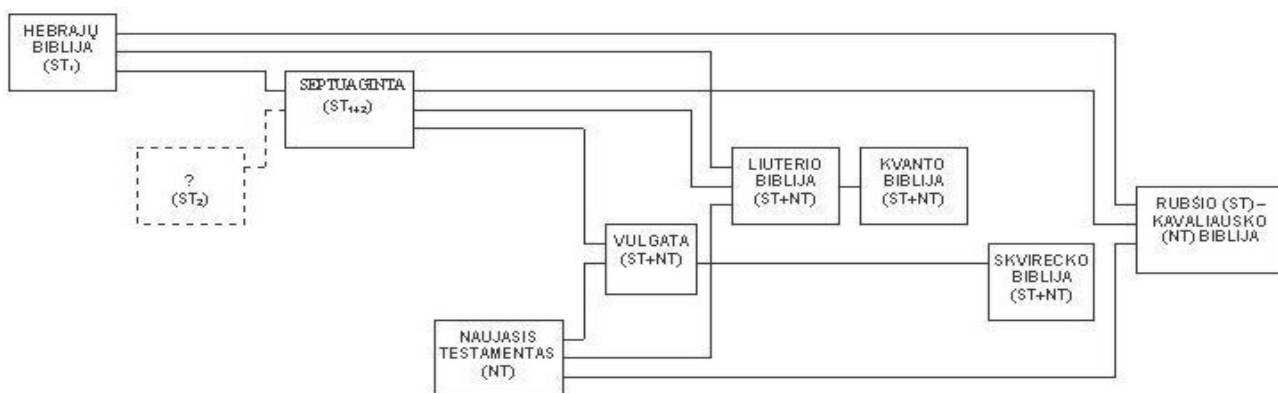 HEBRAJŲ
BIBLIJA
(ST₁)
SEPTUAGINTA
(ST₁₊₂)
?
(ST₂)
LIUTERIO
BIBLIJA
(ST+NT)
KVANTO
BIBLIJA
(ST+NT)
RUBŠIO (ST)–
KAVALIAUSKO
(NT) BIBLIJA
VULGATA
(ST+NT)
SKVIRECKO
BIBLIJA
(ST+NT)
NAUJASIS
TESTAMENTAS
(NT)